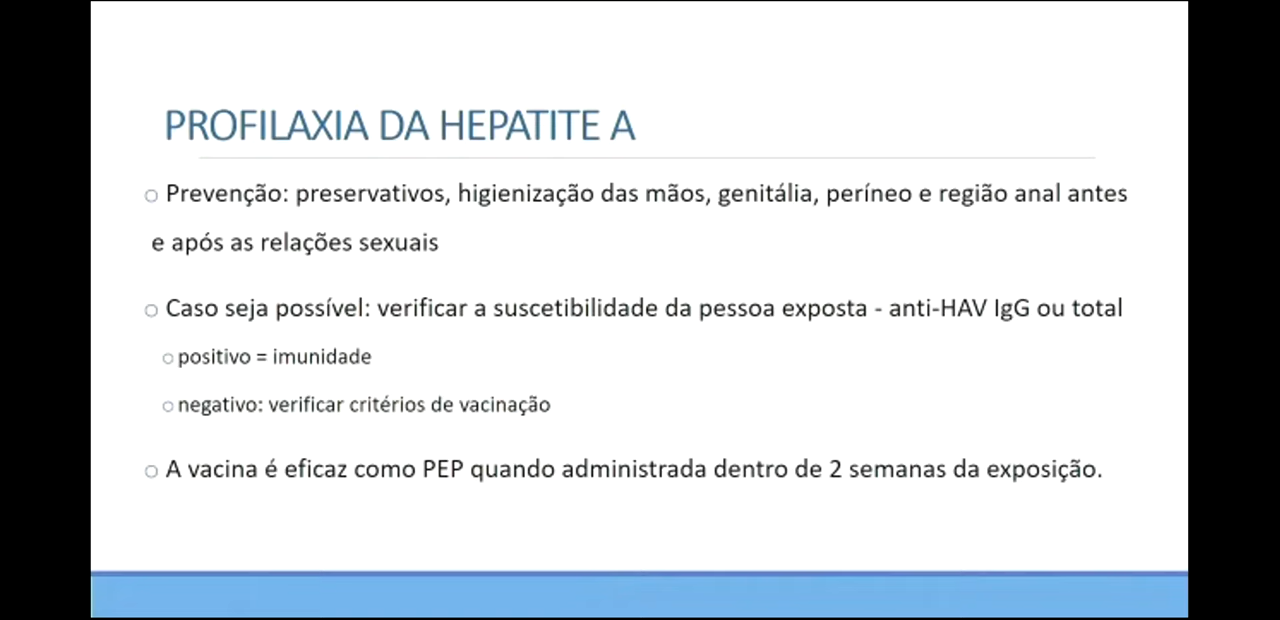 PROFILAXIA DA HEPATITE A
○ Prevenção: preservativos, higienização das mãos, genitália, períneo e região anal antes
e após as relações sexuais
○ Caso seja possível: verificar a suscetibilidade da pessoa exposta - anti-HAV IgG ou total
○ positivo = imunidade
○ negativo: verificar critérios de vacinação
○ A vacina é eficaz como PEP quando administrada dentro de 2 semanas da exposição.